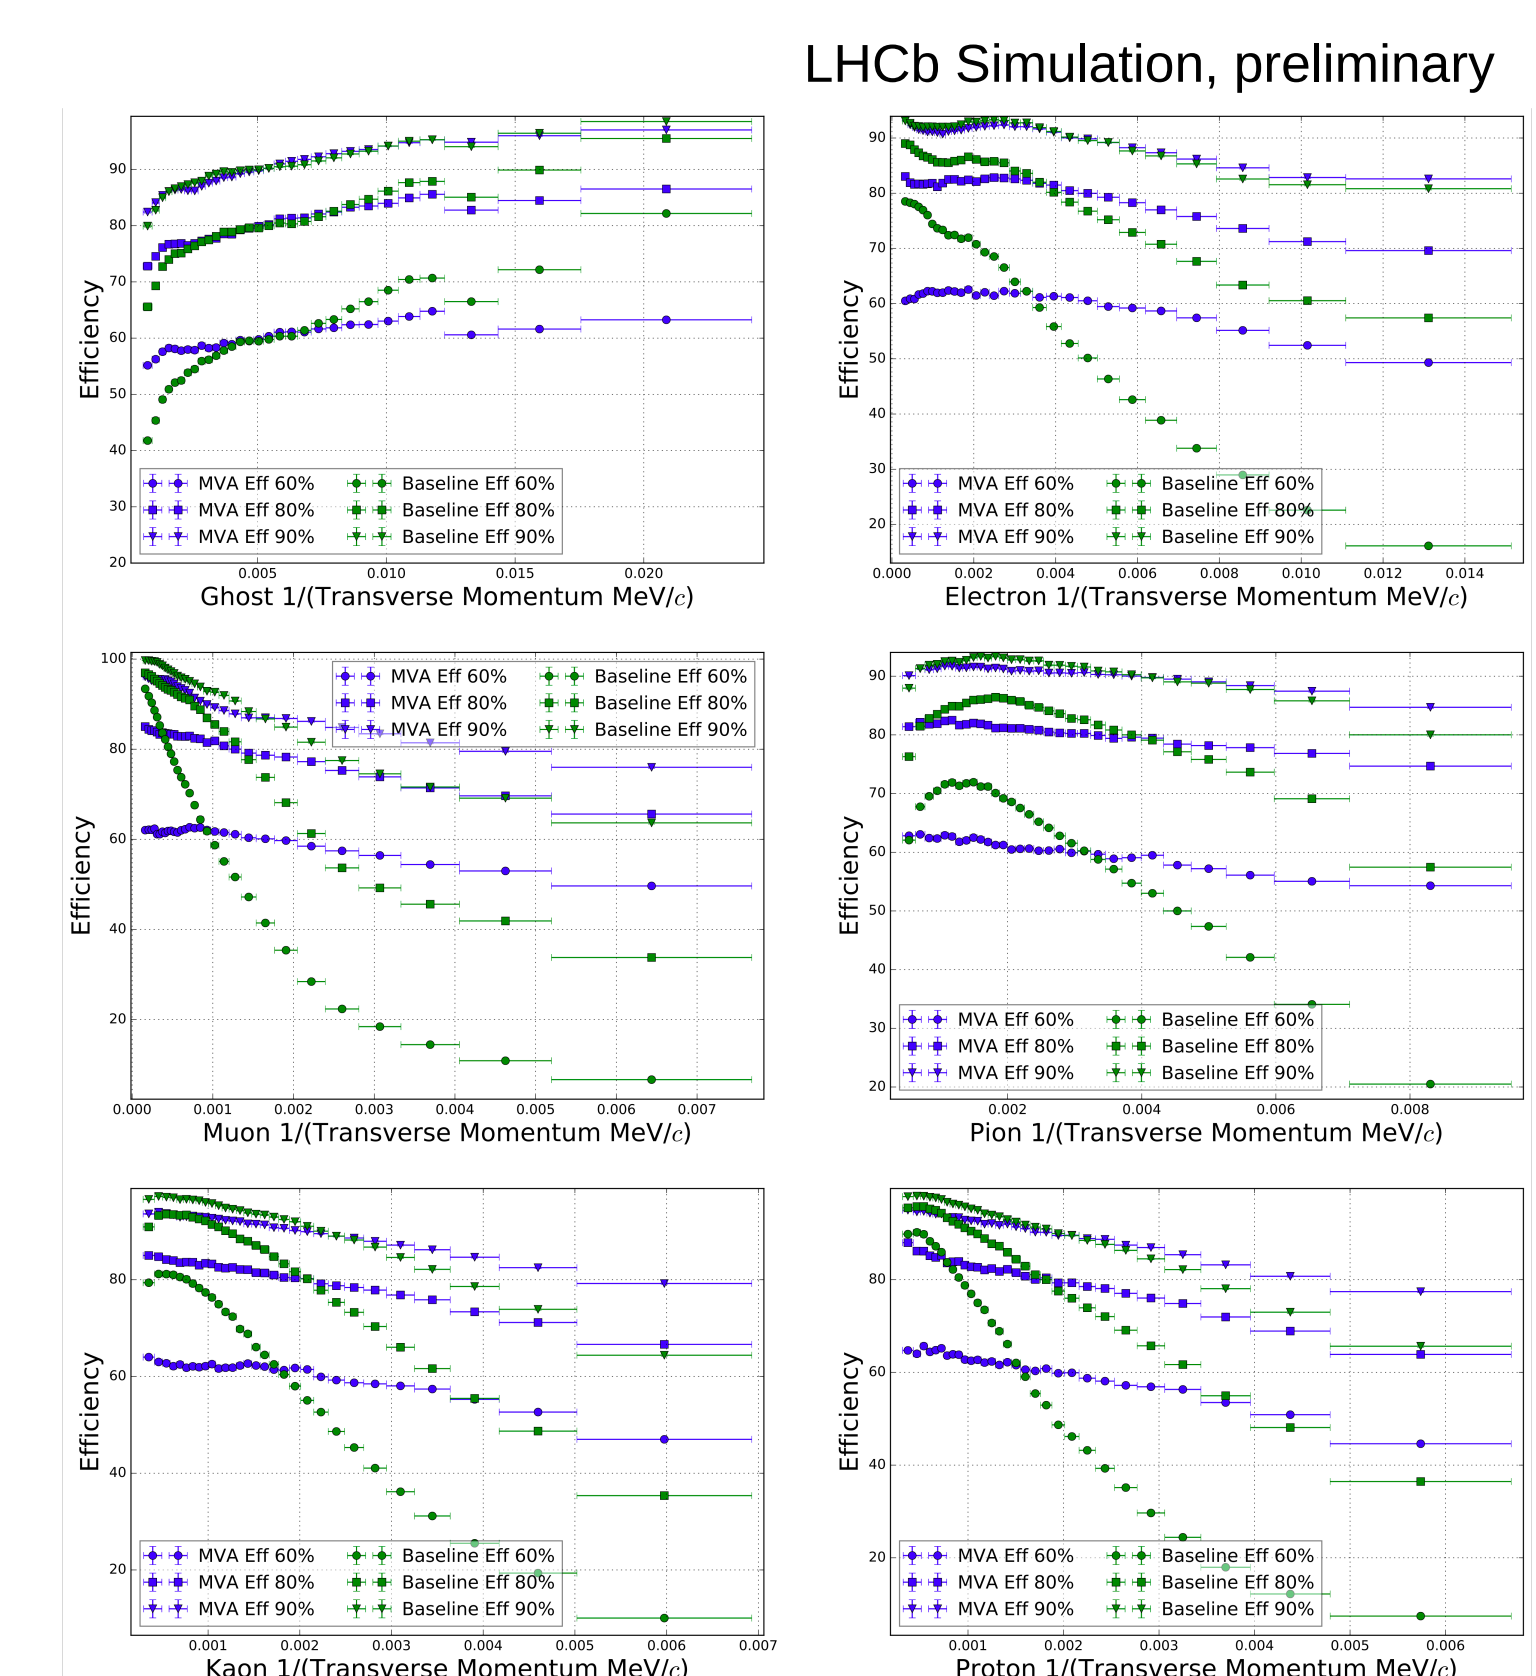 LHCb Simulation, preliminary
Efficiency
90
80
70
60
50
40
30
20
MVA Eff 60% Baseline Eff 60%
MVA Eff 80% Baseline Eff 80%
MVA Eff 90% Baseline Eff 90%
0.005 0.010 0.015 0.020
Ghost 1/(Transverse Momentum MeV/c)
Efficiency
90
80
70
60
50
40
30
20
MVA Eff 60% Baseline Eff 60%
MVA Eff 80% Baseline Eff 80%
MVA Eff 90% Baseline Eff 90%
0.000 0.002 0.004 0.006 0.008 0.010 0.012 0.014
Electron 1/(Transverse Momentum MeV/c)
Efficiency
100
80
60
40
20
MVA Eff 60% Baseline Eff 60%
MVA Eff 80% Baseline Eff 80%
MVA Eff 90% Baseline Eff 90%
0.000 0.001 0.002 0.003 0.004 0.005 0.006 0.007
Muon 1/(Transverse Momentum MeV/c)
Efficiency
90
80
70
60
50
40
30
20
MVA Eff 60% Baseline Eff 60%
MVA Eff 80% Baseline Eff 80%
MVA Eff 90% Baseline Eff 90%
0.002 0.004 0.006 0.008
Pion 1/(Transverse Momentum MeV/c)
Efficiency
80
60
40
20
MVA Eff 60% Baseline Eff 60%
MVA Eff 80% Baseline Eff 80%
MVA Eff 90% Baseline Eff 90%
0.001 0.002 0.003 0.004 0.005 0.006 0.007
Kaon 1/(Transverse Momentum MeV/c)
Efficiency
80
60
40
20
MVA Eff 60% Baseline Eff 60%
MVA Eff 80% Baseline Eff 80%
MVA Eff 90% Baseline Eff 90%
0.001 0.002 0.003 0.004 0.005 0.006
Proton 1/(Transverse Momentum MeV/c)